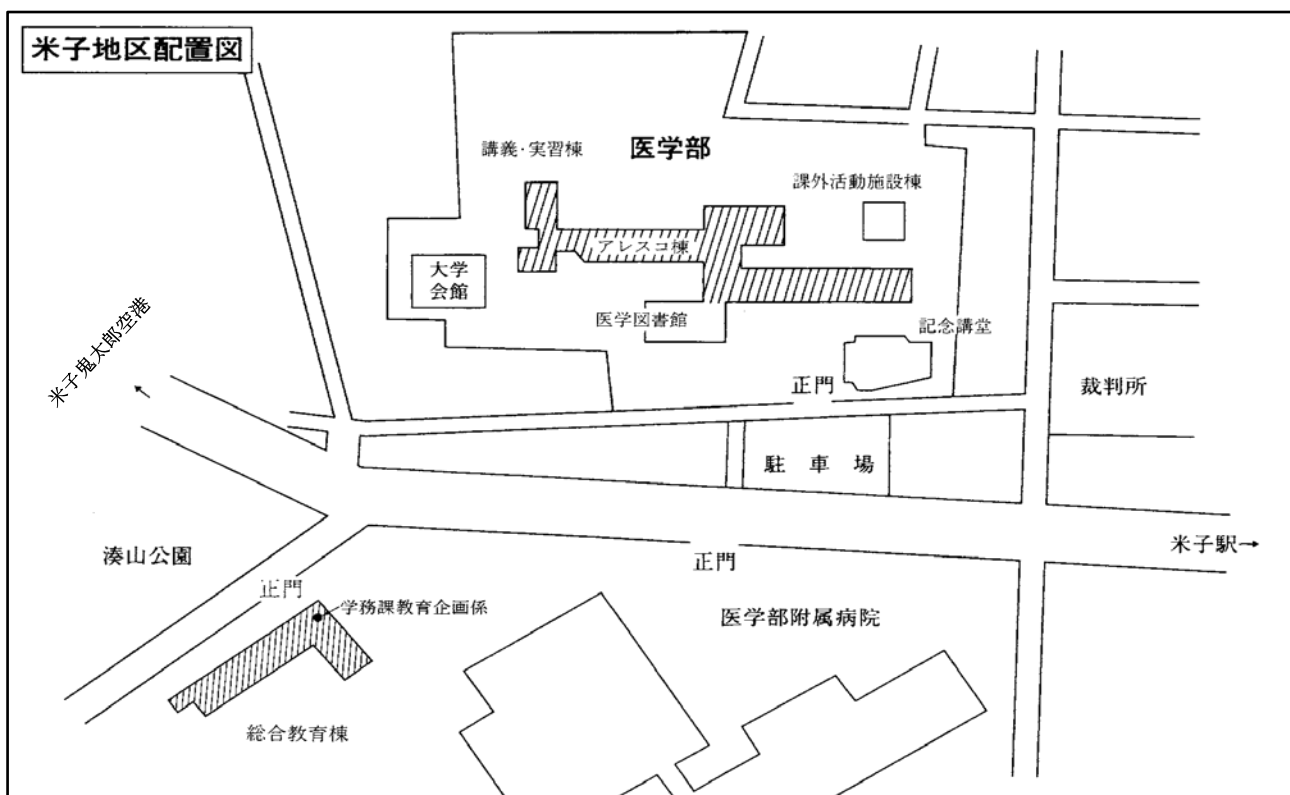 米子地区配置図
講義・実習棟
医学部
課外活動施設棟
アレスコ棟
大学
会館
医学図書館
記念講堂
米子鬼太郎空港
←
正門
裁判所
駐車場
湊山公園
正門
米子駅→
正門
学務課教育企画係
医学部附属病院
総合教育棟